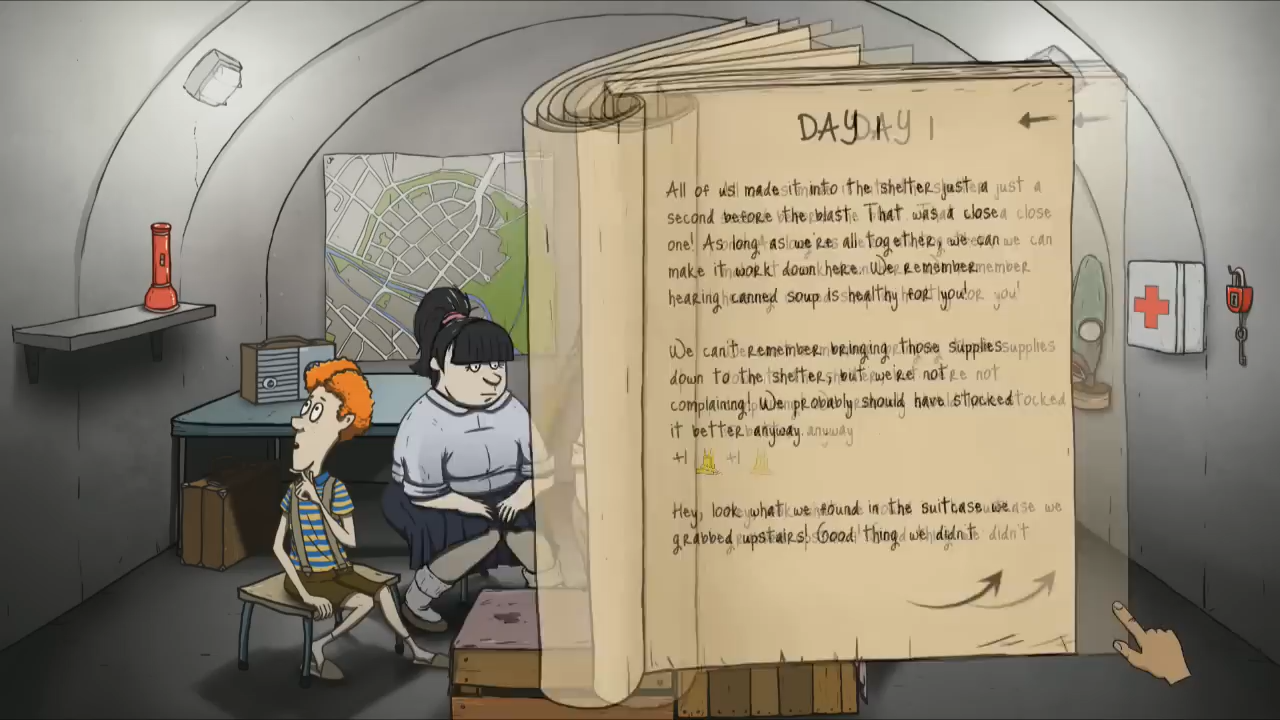 DAY 1
All of us made it into the shelter just a
second before the blast. That was a close
one! As long as we're all together, we can
make it work down here. We remember
hearing canned soup is healthy for you!
We can't remember bringing those supplies
down to the shelter, but we're not
complaining! We probably should have stocked
it better anyway.
+1
Hey, look what we found in the suitcase we
grabbed upstairs! Good thing we didn't